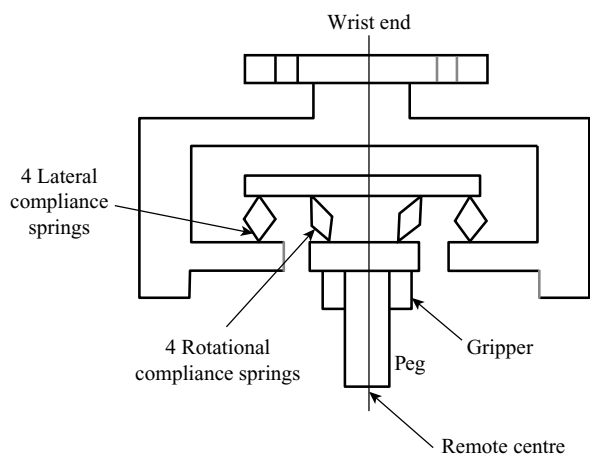 Wrist end
4 Lateral
compliance
springs
4 Rotational
compliance springs
Peg
Gripper
Remote centre